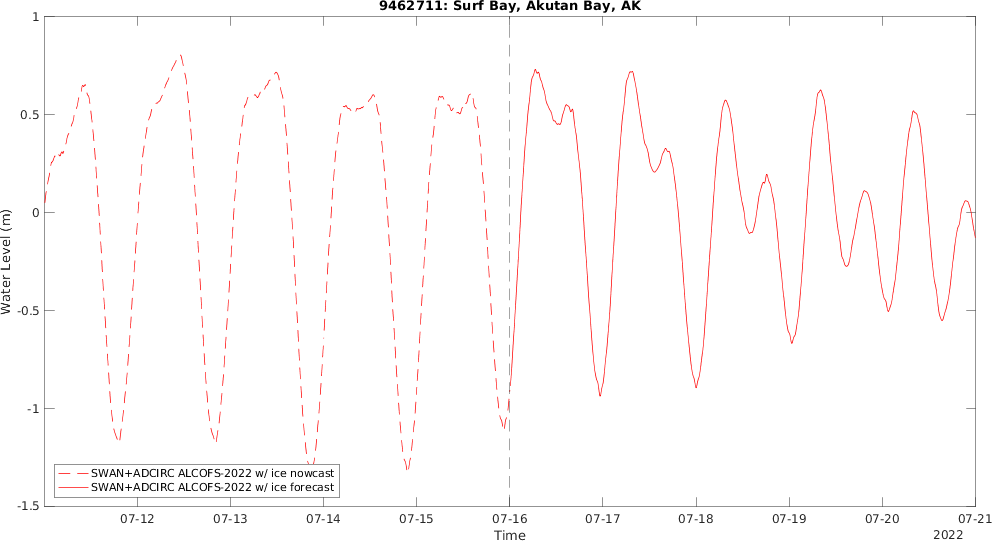 9462711: Surf Bay, Akutan Bay, AK
Water Level (m)
1
0.5
0
-0.5
-1
-1.5
SWAN+ADCIRC ALCOFS-2022 w/ ice nowcast
SWAN+ADCIRC ALCOFS-2022 w/ ice forecast
07-12 07-13 07-14 07-15 07-16 07-17 07-18 07-19 07-20 07-21
Time
2022